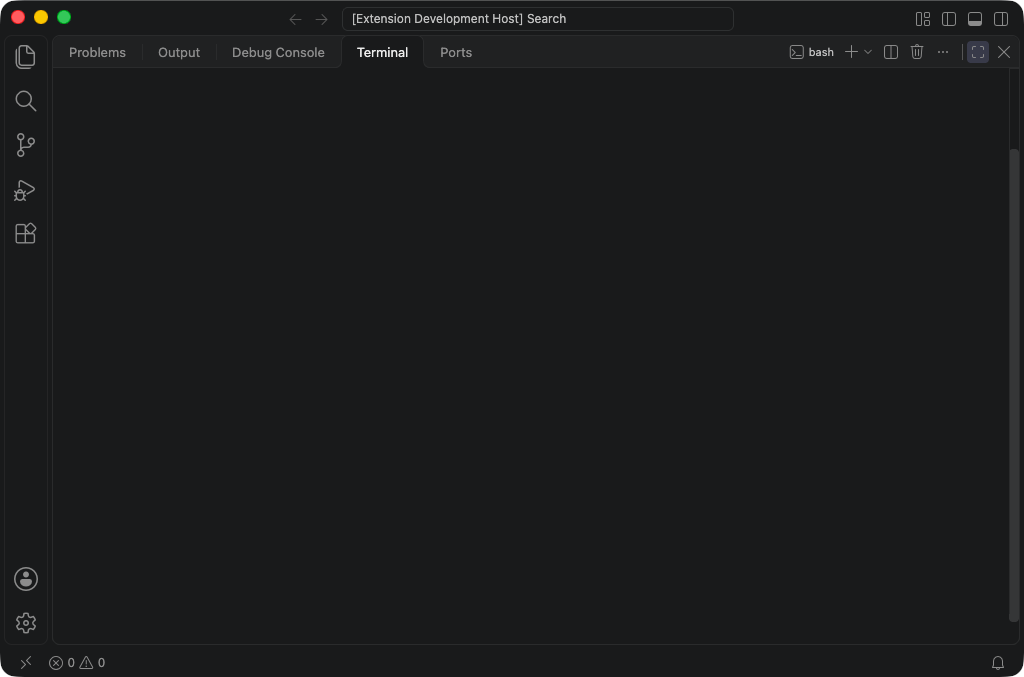 [Extension Development Host] Search
Problems Output Debug Console Terminal Ports bash
0 0